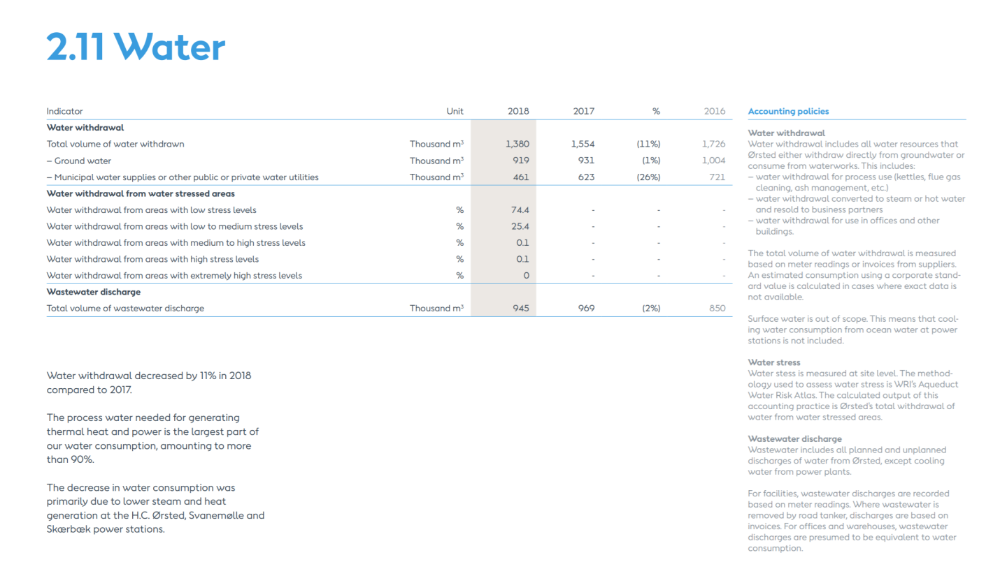 2.11 Water
Indicator Unit 2018 2017 % 2016
Water withdrawal
Total volume of water withdrawn Thousand m³ 1,380 1,554 (11%) 1,726
– Ground water Thousand m³ 919 931 (1%) 1,004
– Municipal water supplies or other public or private water utilities Thousand m³ 461 623 (26%) 721
Water withdrawal from water stressed areas
Water withdrawal from areas with low stress levels % 74.4 - - -
Water withdrawal from areas with low to medium stress levels % 25.4 - - -
Water withdrawal from areas with medium to high stress levels % 0.1 - - -
Water withdrawal from areas with high stress levels % 0.1 - - -
Water withdrawal from areas with extremely high stress levels % 0 - - -
Wastewater discharge
Total volume of wastewater discharge Thousand m³ 945 969 (2%) 850
Water withdrawal decreased by 11% in 2018
compared to 2017.
The process water needed for generating
thermal heat and power is the largest part of
our water consumption, amounting to more
than 90%.
The decrease in water consumption was
primarily due to lower steam and heat
generation at the H.C. Ørsted, Svanemølle and
Skærbæk power stations.
Accounting policies
Water withdrawal
Water withdrawal includes all water resources that
Ørsted either withdraw directly from groundwater or
consume from waterworks. This includes:
– water withdrawal for process use (kettles, flue gas
cleaning, ash management, etc.)
– water withdrawal converted to steam or hot water
and resold to business partners
– water withdrawal for use in offices and other
buildings.
The total volume of water withdrawal is measured
based on meter readings or invoices from suppliers.
An estimated consumption using a corporate stand-
ard value is calculated in cases where exact data is
not available.
Surface water is out of scope. This means that cool-
ing water consumption from ocean water at power
stations is not included.
Water stress
Water stess is measured at site level. The method-
ology used to assess water stress is WRI's Aqueduct
Water Risk Atlas. The calculated output of this
accounting practice is Ørsted's total withdrawal of
water from water stressed areas.
Wastewater discharge
Wastewater includes all planned and unplanned
discharges of water from Ørsted, except cooling
water from power plants.
For facilities, wastewater discharges are recorded
based on meter readings. Where wastewater is
removed by road tanker, discharges are based on
invoices. For offices and warehouses, wastewater
discharges are presumed to be equivalent to water
consumption.